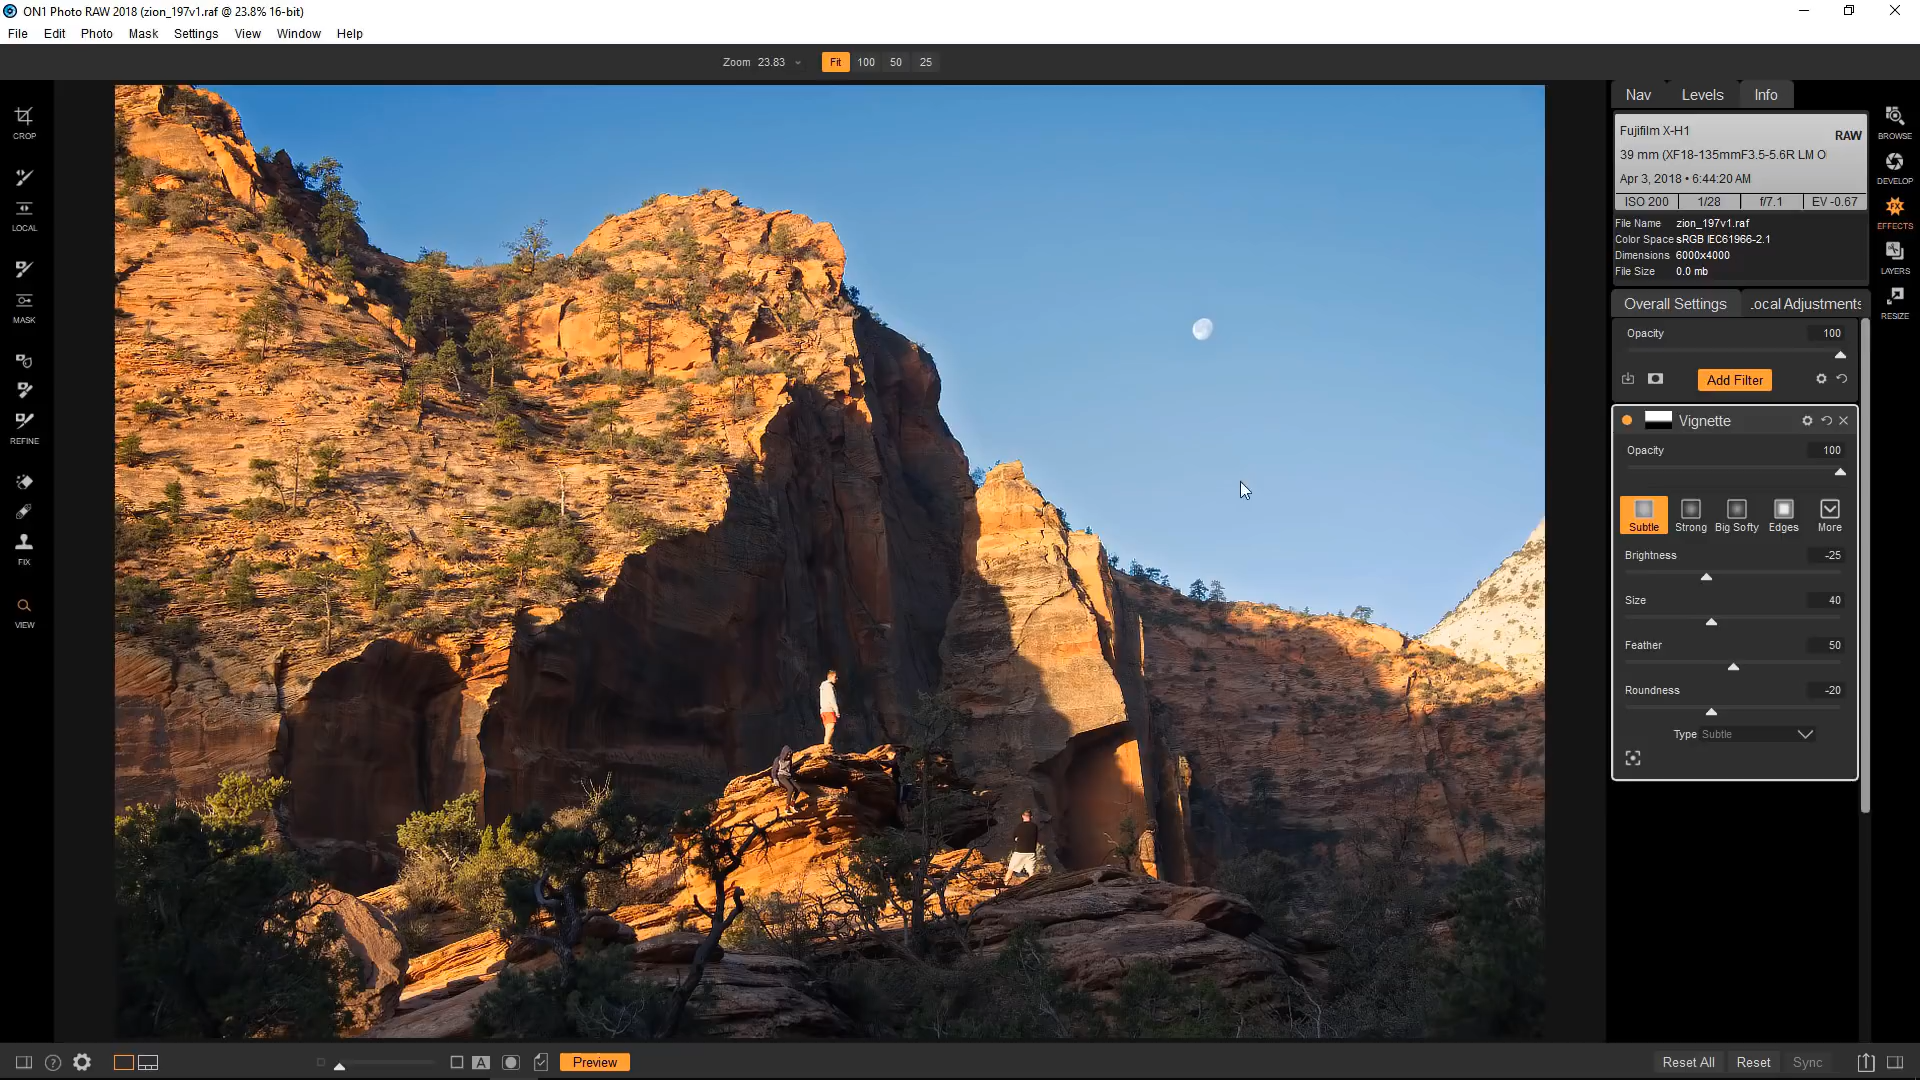 ON1 Photo RAW 2018 (zion_197v1.raf @ 23.8% 16-bit)
File Edit Photo Mask Settings View Window Help
Zoom 23.83 Fit 100 50 25
CROP
LOCAL
MASK
REFINE
FIX
VIEW
Nav Levels Info
Fujifilm X-H1 RAW
39 mm (XF18-135mmF3.5-5.6R LM O
Apr 3, 2018 • 6:44:20 AM
ISO 200 1/28 f/7.1 EV -0.67
File Name zion_197v1.raf
Color Space sRGB IEC61966-2.1
Dimensions 6000x4000
File Size 0.0 mb
Overall Settings ocal Adjustments
Opacity 100
Add Filter
Vignette
Opacity 100
Subtle Strong Big Softy Edges More
Brightness -25
Size 40
Feather 50
Roundness -20
Type Subtle
BROWSE
DEVELOP
FX
EFFECTS
LAYERS
RESIZE
? A Preview
Reset All Reset Sync